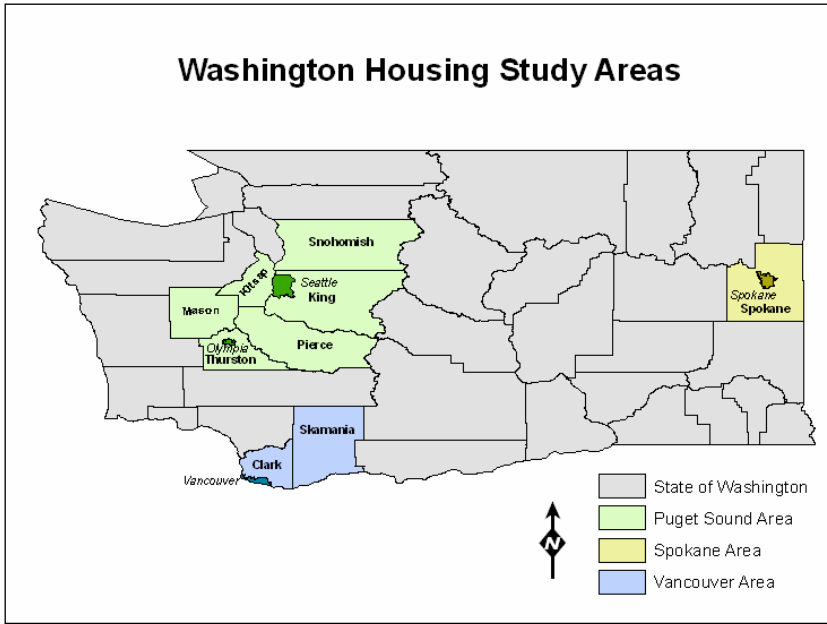 Washington Housing Study Areas
Snohomish
Kitsap
Seattle
King
Mason
Olympia
Thurston
Pierce
Spokane
Spokane
Skamania
Clark
Vancouver
N
State of Washington
Puget Sound Area
Spokane Area
Vancouver Area